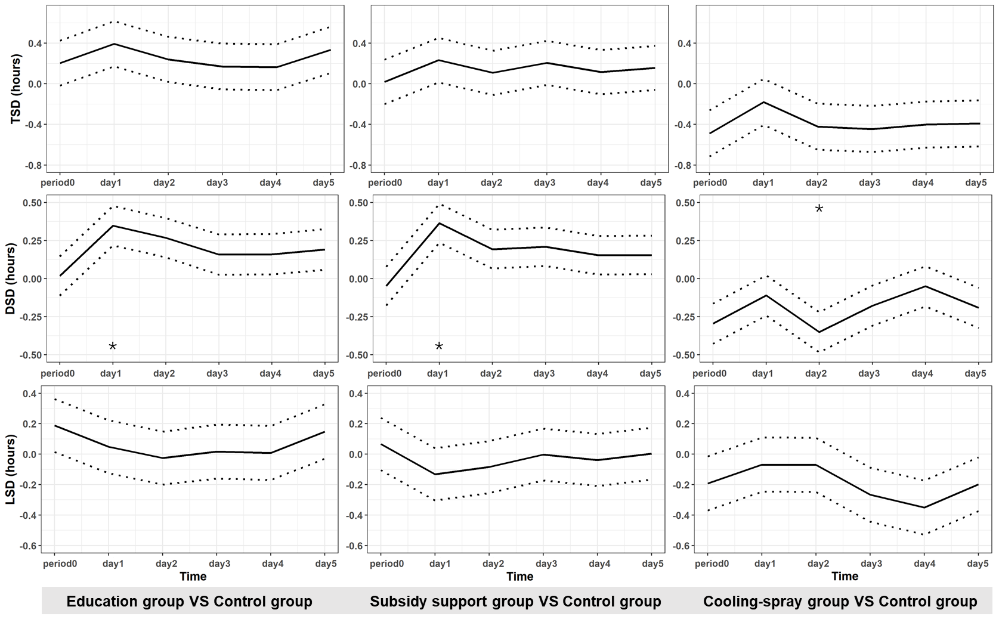 TSD (hours)
0.4
0.0
-0.4
-0.8
period0 day1 day2 day3 day4 day5
0.4
0.0
-0.4
-0.8
period0 day1 day2 day3 day4 day5
0.4
0.0
-0.4
-0.8
period0 day1 day2 day3 day4 day5
DSD (hours)
0.50
0.25
0.00
-0.25
-0.50
*
period0 day1 day2 day3 day4 day5
0.50
0.25
0.00
-0.25
-0.50
*
period0 day1 day2 day3 day4 day5
*
0.50
0.25
0.00
-0.25
-0.50
period0 day1 day2 day3 day4 day5
LSD (hours)
0.4
0.2
0.0
-0.2
-0.4
-0.6
period0 day1 day2 day3 day4 day5
Time
0.4
0.2
0.0
-0.2
-0.4
-0.6
period0 day1 day2 day3 day4 day5
Time
0.4
0.2
0.0
-0.2
-0.4
-0.6
period0 day1 day2 day3 day4 day5
Time
Education group VS Control group
Subsidy support group VS Control group
Cooling-spray group VS Control group